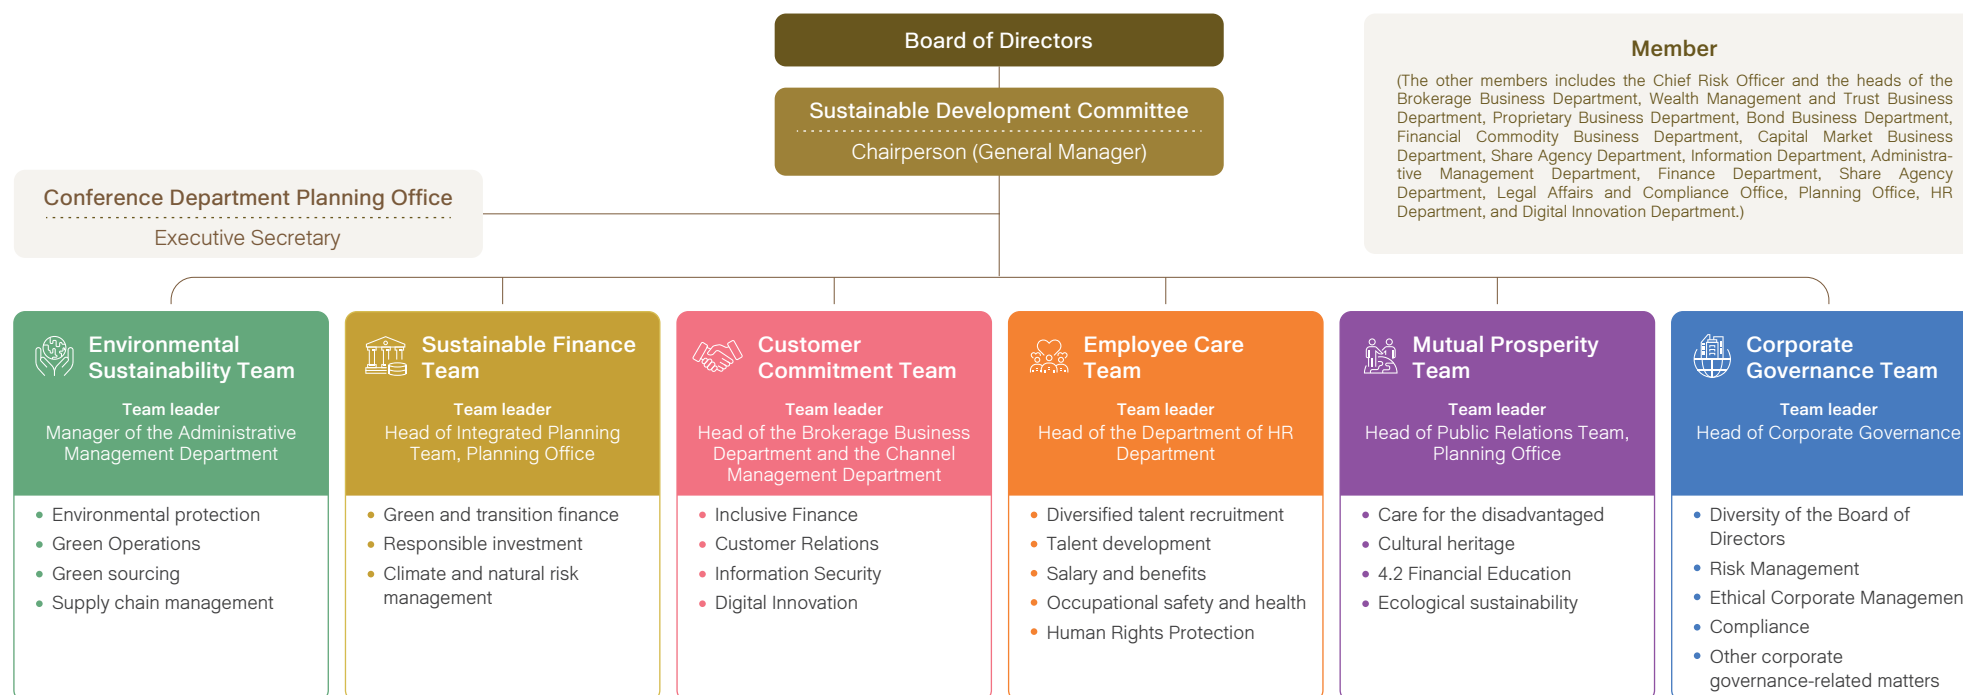 Board of Directors
Sustainable Development Committee
Chairperson (General Manager)
Member
(The other members includes the Chief Risk Officer and the heads of the
Brokerage Business Department, Wealth Management and Trust Business
Department, Proprietary Business Department, Bond Business Department,
Financial Commodity Business Department, Capital Market Business
Department, Share Agency Department, Information Department, Administra-
tive Management Department, Finance Department, Share Agency
Department, Legal Affairs and Compliance Office, Planning Office, HR
Department, and Digital Innovation Department.)
Conference Department Planning Office
Executive Secretary
Environmental
Sustainability Team
Team leader
Manager of the Administrative
Management Department
• Environmental protection
• Green Operations
• Green sourcing
• Supply chain management
Sustainable Finance
Team
Team leader
Head of Integrated Planning
Team, Planning Office
• Green and transition finance
• Responsible investment
• Climate and natural risk
management
Customer
Commitment Team
Team leader
Head of the Brokerage Business
Department and the Channel
Management Department
• Inclusive Finance
• Customer Relations
• Information Security
• Digital Innovation
Employee Care
Team
Team leader
Head of the Department of HR
Department
• Diversified talent recruitment
• Talent development
• Salary and benefits
• Occupational safety and health
• Human Rights Protection
Mutual Prosperity
Team
Team leader
Head of Public Relations Team,
Planning Office
• Care for the disadvantaged
• Cultural heritage
• 4.2 Financial Education
• Ecological sustainability
Corporate
Governance Team
Team leader
Head of Corporate Governance
• Diversity of the Board of
Directors
• Risk Management
• Ethical Corporate Managemen
• Compliance
• Other corporate
governance-related matters